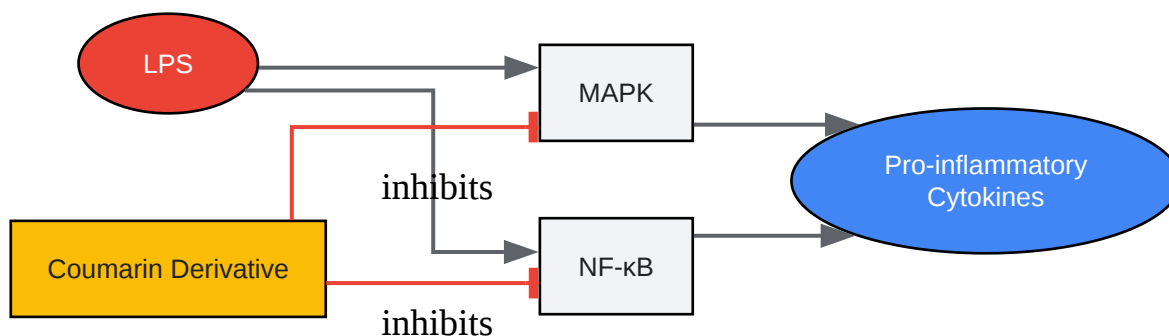 LPS
MAPK
Pro-inflammatory
Cytokines
inhibits
Coumarin Derivative
NF-κB
inhibits